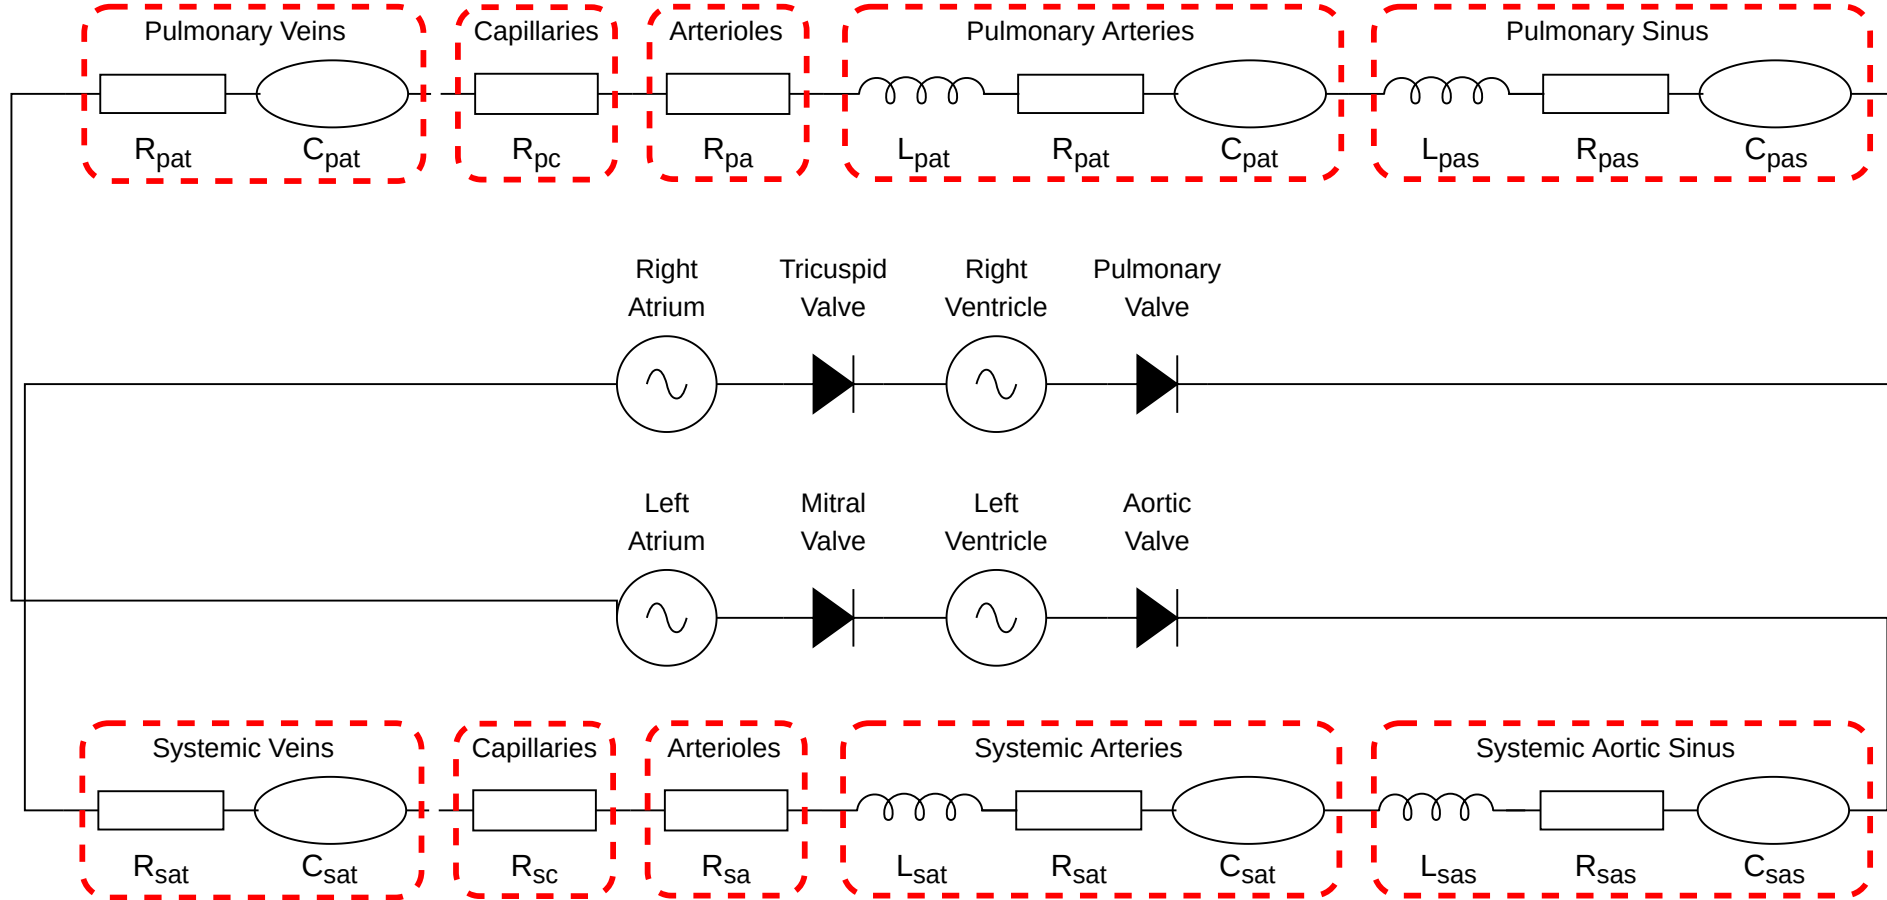 Pulmonary Veins
Capillaries
Arterioles
Pulmonary Arteries
Pulmonary Sinus
Rpat
Cpat
Rpc
Rpa
Lpat
Rpat
Cpat
Lpas
Rpas
Cpas
Right
Atrium
Tricuspid
Valve
Right
Ventricle
Pulmonary
Valve
Left
Atrium
Mitral
Valve
Left
Ventricle
Aortic
Valve
Systemic Veins
Capillaries
Arterioles
Systemic Arteries
Systemic Aortic Sinus
Rsat
Csat
Rsc
Rsa
Lsat
Rsat
Csat
Lsas
Rsas
Csas